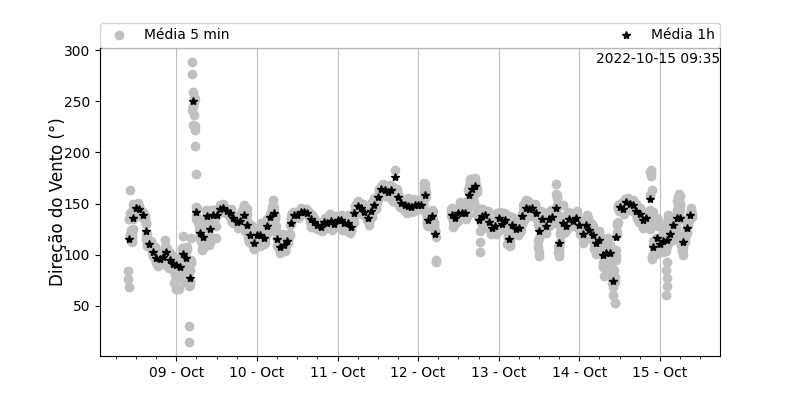 Média 5 min
Média 1h
2022-10-15 09:35
Direção do Vento (°)
300
250
200
150
100
50
09 - Oct
10 - Oct
11 - Oct
12 - Oct
13 - Oct
14 - Oct
15 - Oct